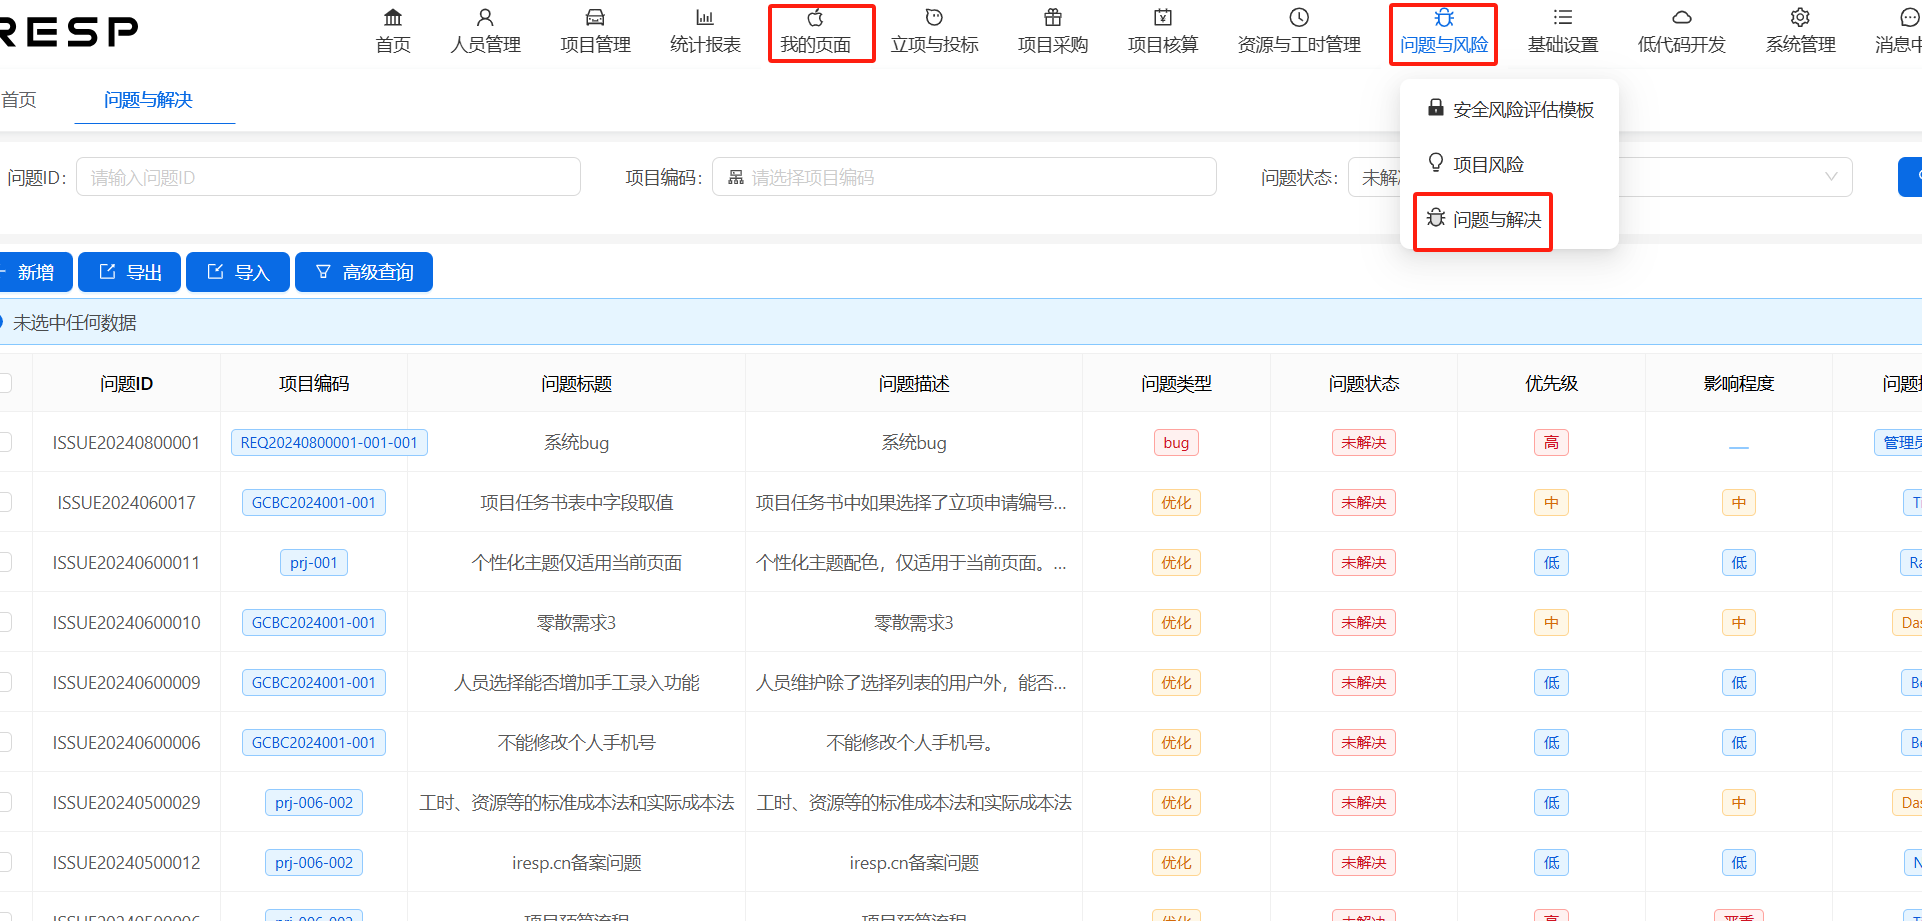 RESP
首页
人员管理
项目管理
统计报表
我的页面
立项与投标
项目采购
项目核算
资源与工时管理
问题与风险
基础设置
低代码开发
系统管理
消息中
首页
问题与解决
安全风险评估模板
项目风险
问题与解决
问题ID:
请输入问题ID
项目编码:
请选择项目编码
问题状态:
未解
新增
导出
导入
高级查询
未选中任何数据
问题ID 项目编码 问题标题 问题描述 问题类型 问题状态 优先级 影响程度 问题
ISSUE20240800001 REQ20240800001-001-001 系统bug 系统bug bug 未解决 高 — 管理员
ISSUE2024060017 GCBC2024001-001 项目任务书表中字段取值 项目任务书中如果选择了立项申请编号... 优化 未解决 中 中 Ti
ISSUE20240600011 prj-001 个性化主题仅适用当前页面 个性化主题配色，仅适用于当前页面。... 优化 未解决 低 低 Ra
ISSUE20240600010 GCBC2024001-001 零散需求3 零散需求3 优化 未解决 中 中 Das
ISSUE20240600009 GCBC2024001-001 人员选择能否增加手工录入功能 人员维护除了选择列表的用户外，能否... 优化 未解决 低 低 Be
ISSUE20240600006 GCBC2024001-001 不能修改个人手机号 不能修改个人手机号。 优化 未解决 低 低 Be
ISSUE20240500029 prj-006-002 工时、资源等的标准成本法和实际成本法 工时、资源等的标准成本法和实际成本法 优化 未解决 低 中 Das
ISSUE20240500012 prj-006-002 iresp.cn备案问题 iresp.cn备案问题 优化 未解决 低 低 N
ISSUE20240500006 prj-006-002 项目预算流程 项目预算流程 优化 未解决 高 严重